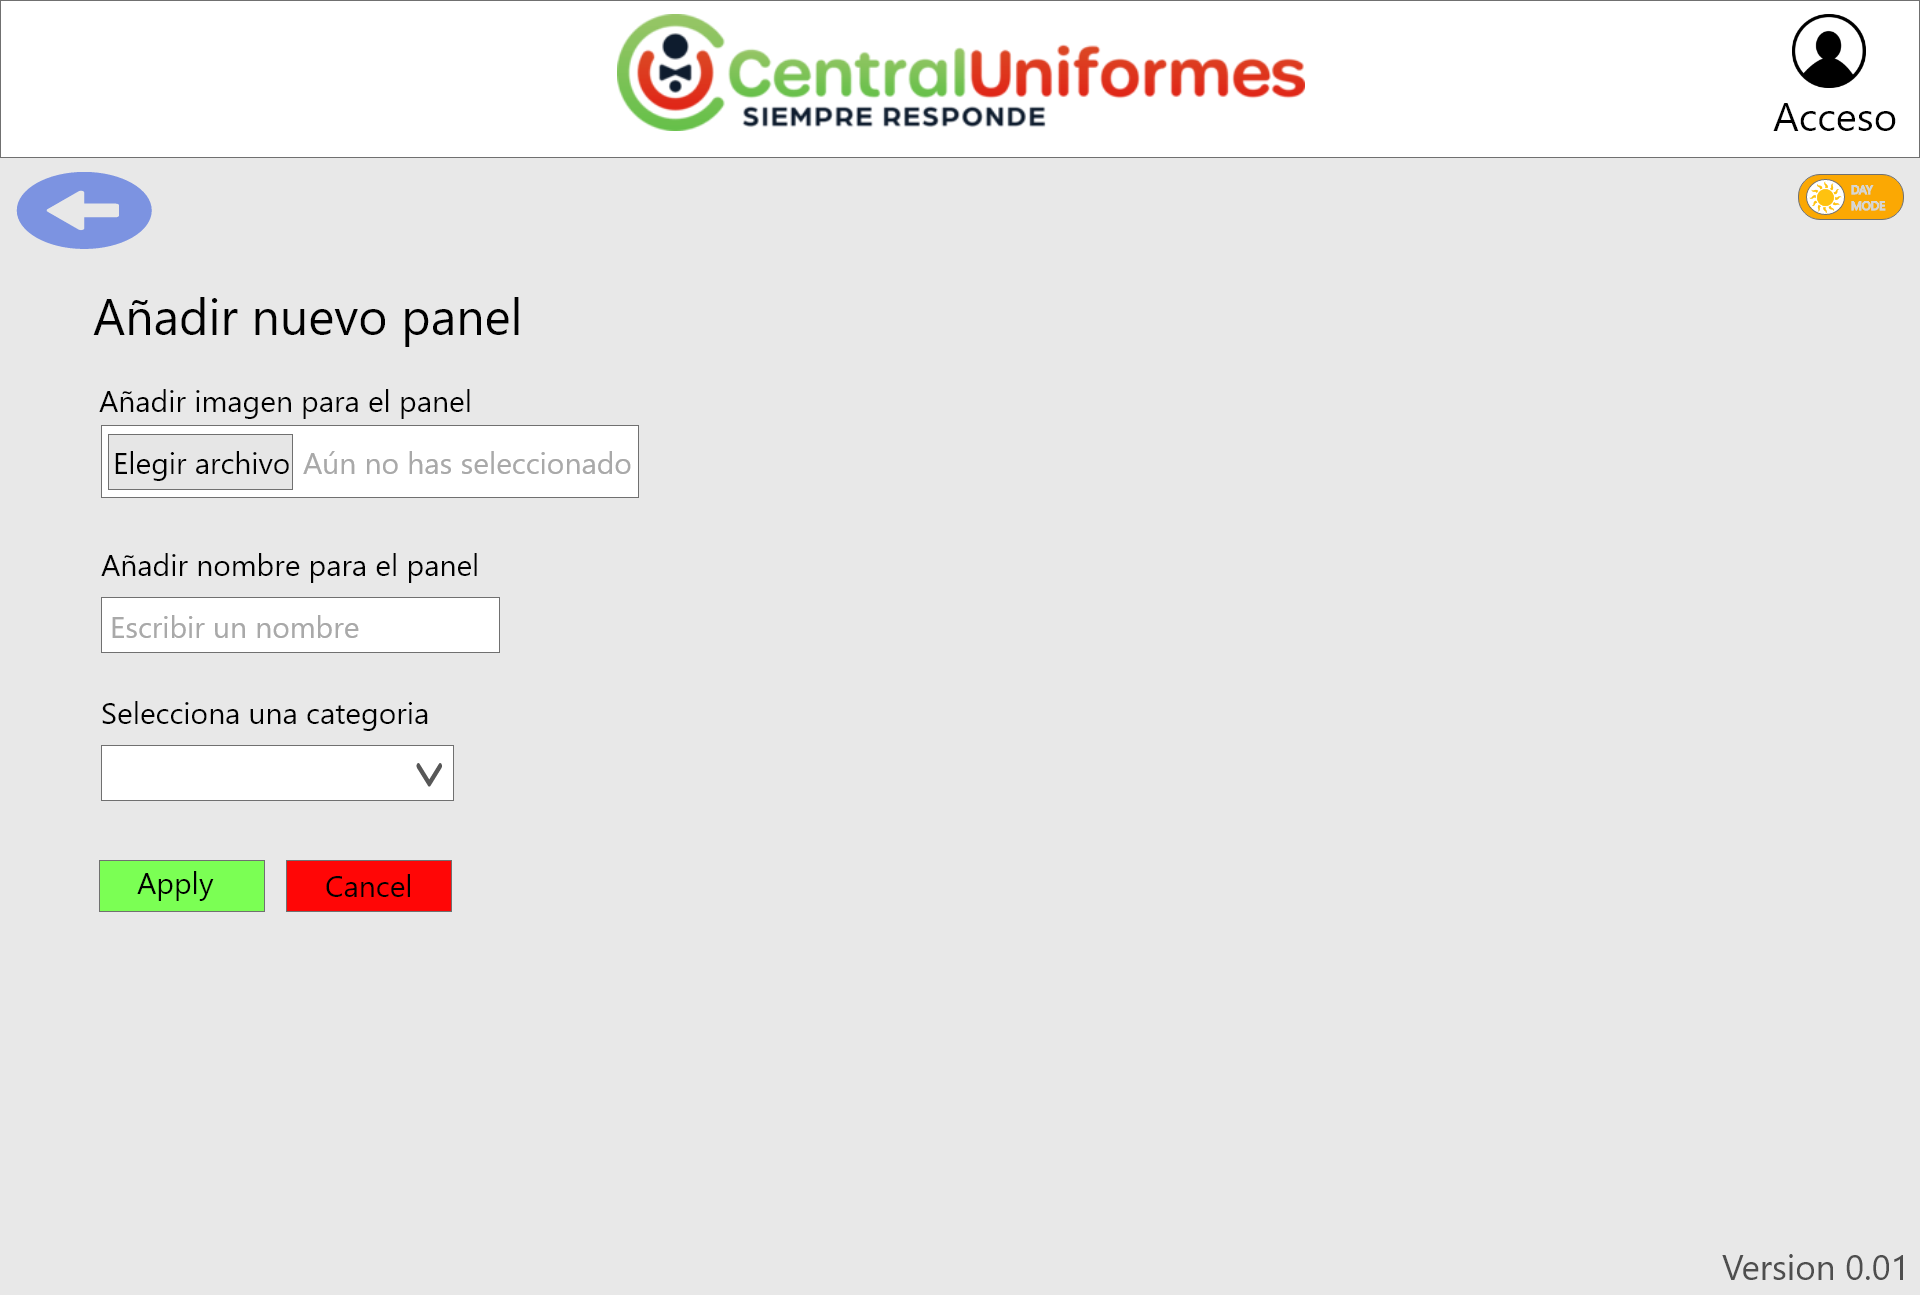 CentralUniformes
SIEMPRE RESPONDE
Acceso
DAY
MODE
Añadir nuevo panel
Añadir imagen para el panel
Elegir archivo Aún no has seleccionado
Añadir nombre para el panel
Escribir un nombre
Selecciona una categoria
Apply Cancel
Version 0.01